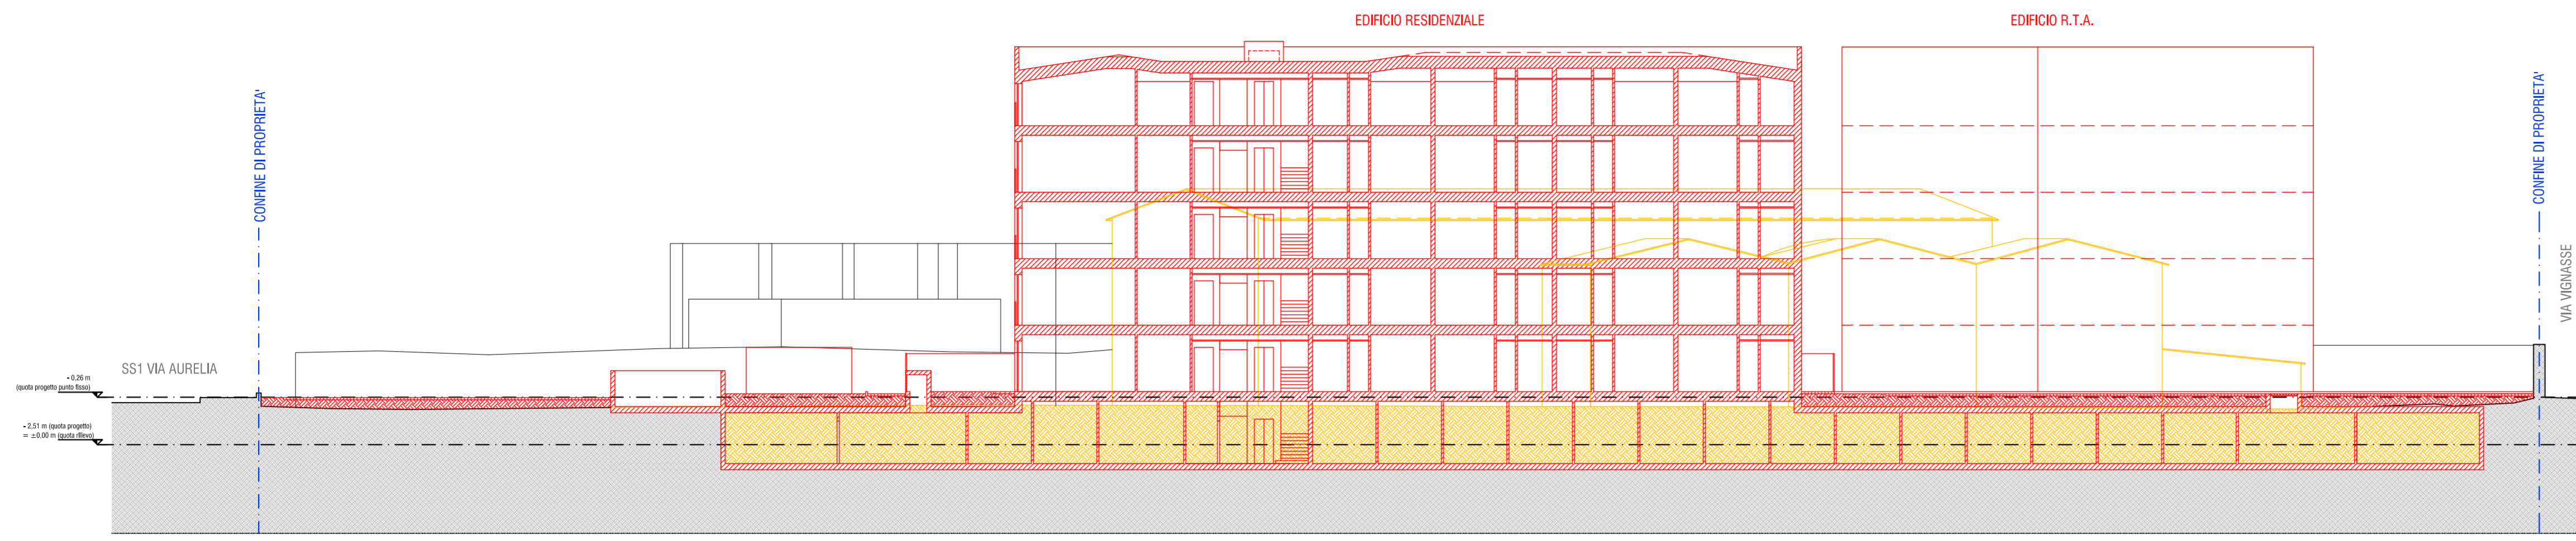 EDIFICIO RESIDENZIALE
EDIFICIO R.T.A.
CONFINE DI PROPRIETA'
CONFINE DI PROPRIETA'
VIA VIGNASSE
SS1 VIA AURELIA
- 0,26 m
(quota progetto punto fisso)
- 2,51 m (quota progetto)
= ±0,00 m (quota rilievo)